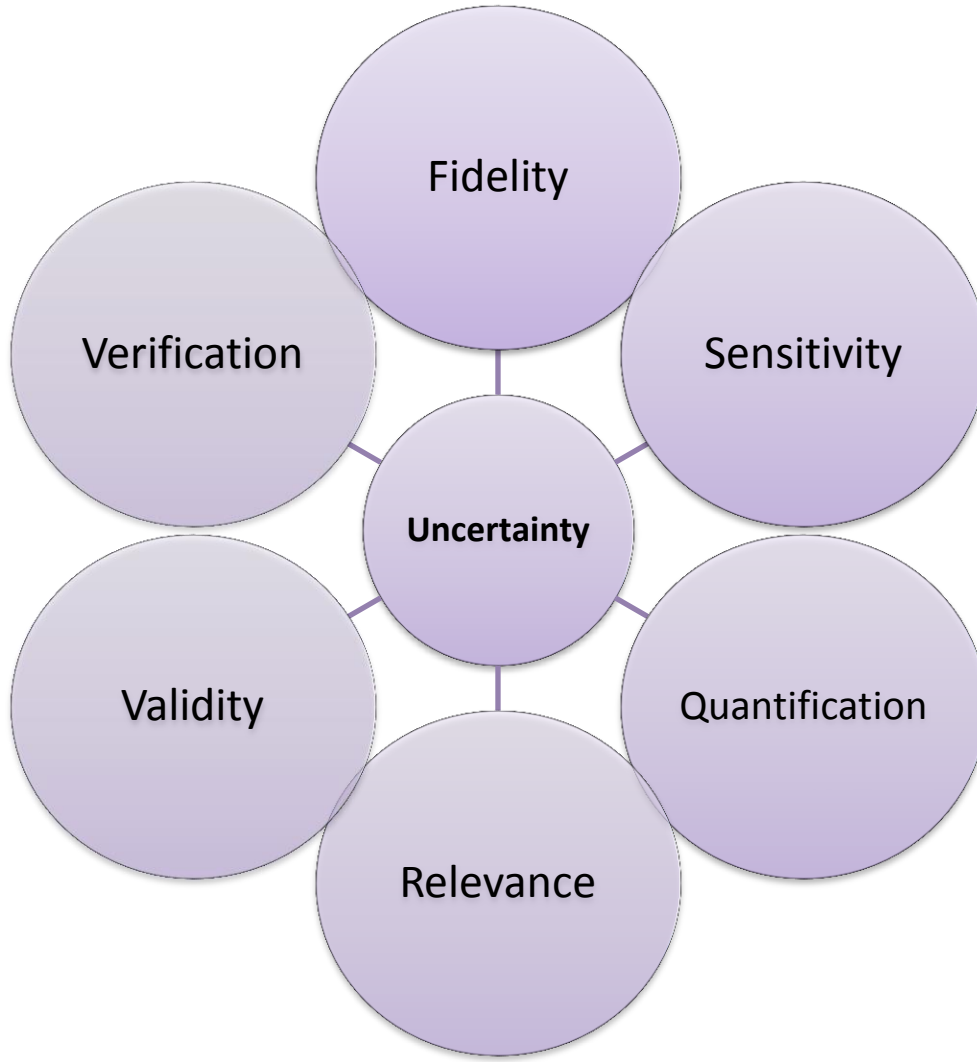 Fidelity
Verification
Sensitivity
Uncertainty
Validity
Quantification
Relevance